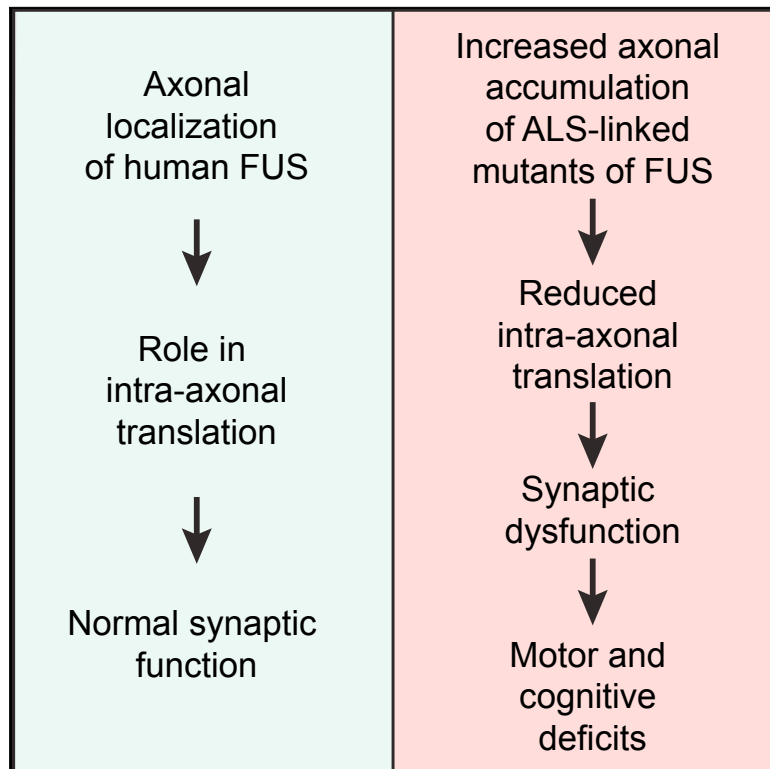 Axonal
localization
of human FUS
Role in
intra-axonal
translation
Normal synaptic
function
Increased axonal
accumulation
of ALS-linked
mutants of FUS
Reduced
intra-axonal
translation
Synaptic
dysfunction
Motor and
cognitive
deficits